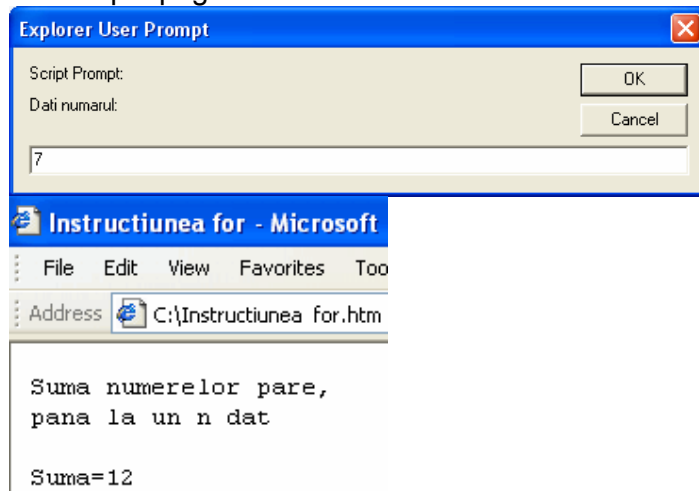 Explorer User Prompt
Script Prompt:
OK
Dati numarul:
Cancel
7
Instructiunea for - Microsoft
File Edit View Favorites Too
Address C:\Instructiunea for.htm
Suma numerelor pare,
pana la un n dat
Suma=12